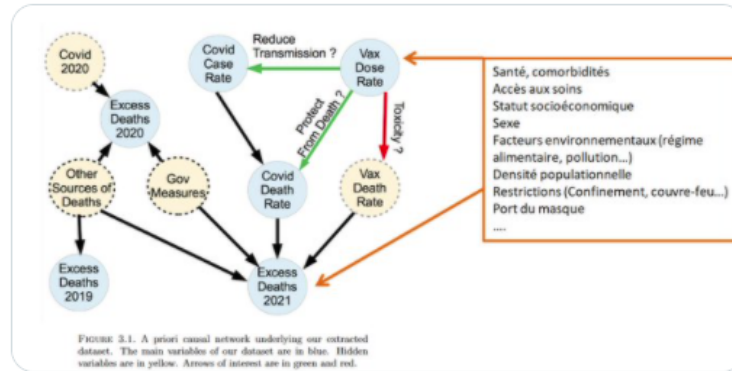 Covid
2020
Excess
Deaths
2020
Other
Sources of
Deaths
Gov
Measures
Excess
Deaths
2019
Covid
Case
Rate
Reduce
Transmission ?
Vax
Dose
Rate
Protect
From Death ?
Toxicity ?
Covid
Death
Rate
Vax
Death
Rate
Excess
Deaths
2021
Santé, comorbidités
Accès aux soins
Statut socioéconomique
Sexe
Facteurs environmentaux (régime
alimentaire, pollution...)
Densité populationnelle
Restrictions (Confinement, couvre-feu...)
Port du masque
....
FIGURE 3.1. A priori causal network underlying our extracted
dataset. The main variables of our dataset are in blue. Hidden
variables are in yellow. Arrows of interest are in green and red.